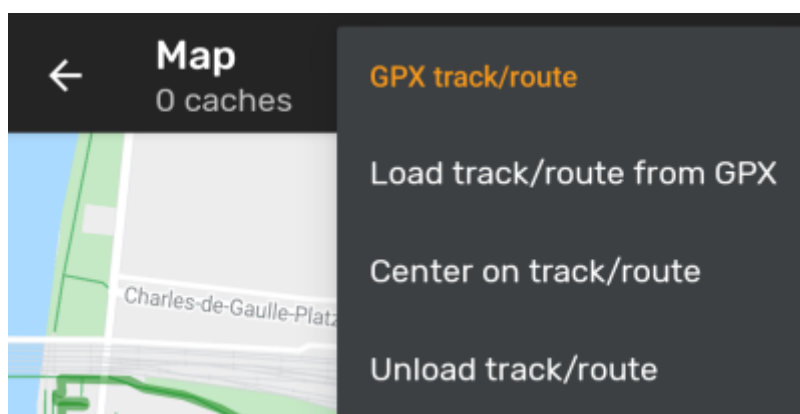 Map
0 caches
GPX track/route
Load track/route from GPX
Center on track/route
Unload track/route
Charles-de-Gaulle-Platz